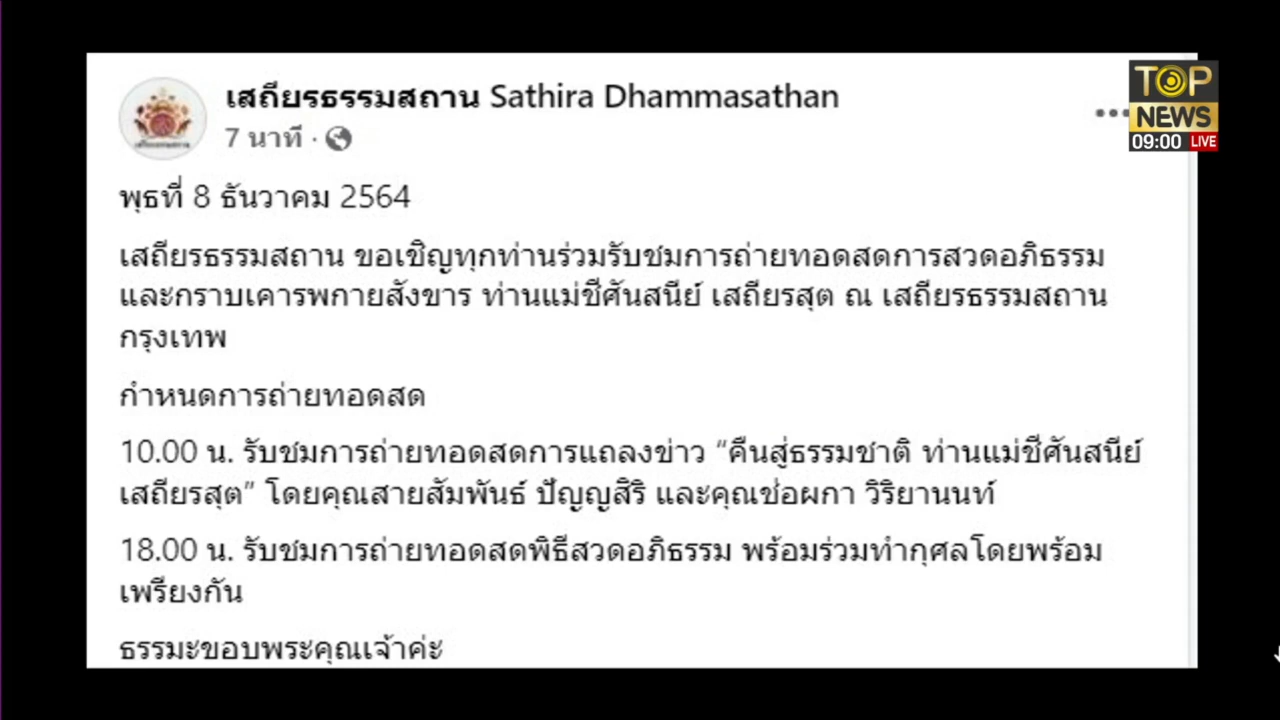 เสถียรธรรมสถาน Sathira Dhammasathan
7 นาที ·
TOP
NEWS
09:00 LIVE
พุธที่ 8 ธันวาคม 2564
เสถียรธรรมสถาน ขอเชิญทุกท่านร่วมรับชมการถ่ายทอดสดการสวดอภิธรรม
และกราบเคารพกายสังขาร ท่านแม่ชีศันสนีย์ เสถียรสุต ณ เสถียรธรรมสถาน
กรุงเทพ
กำหนดการถ่ายทอดสด
10.00 น. รับชมการถ่ายทอดสดการแถลงข่าว “คืนสู่ธรรมชาติ ท่านแม่ชีศันสนีย์
เสถียรสุต” โดยคุณสายสัมพันธ์ ปัญญสิริ และคุณช่อผกา วิริยานนท์
18.00 น. รับชมการถ่ายทอดสดพิธีสวดอภิธรรม พร้อมร่วมทำกุศลโดยพร้อม
เพรียงกัน
ธรรมะขอบพระคุณเจ้าค่ะ